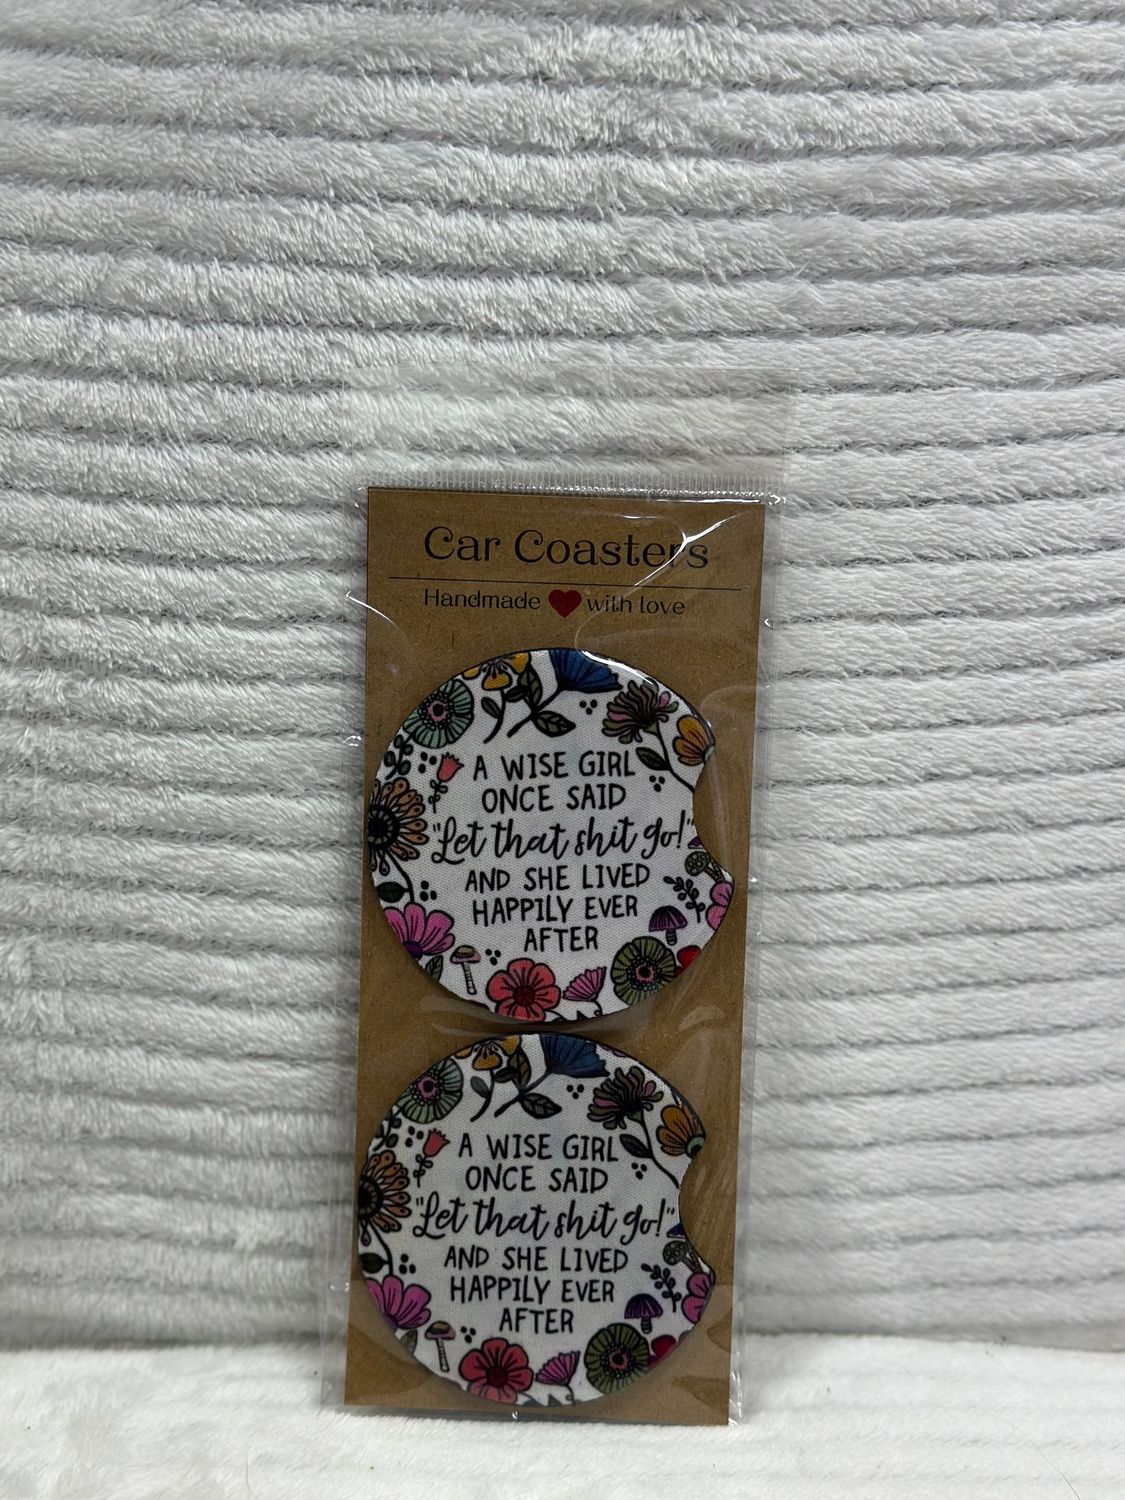 Car Coasters
Handmade with love
A WISE GIRL
ONCE SAID
"Let that shit go!"
AND SHE LIVED
HAPPILY EVER
AFTER
A WISE GIRL
ONCE SAID
"Let that shit go!"
AND SHE LIVED
HAPPILY EVER
AFTER